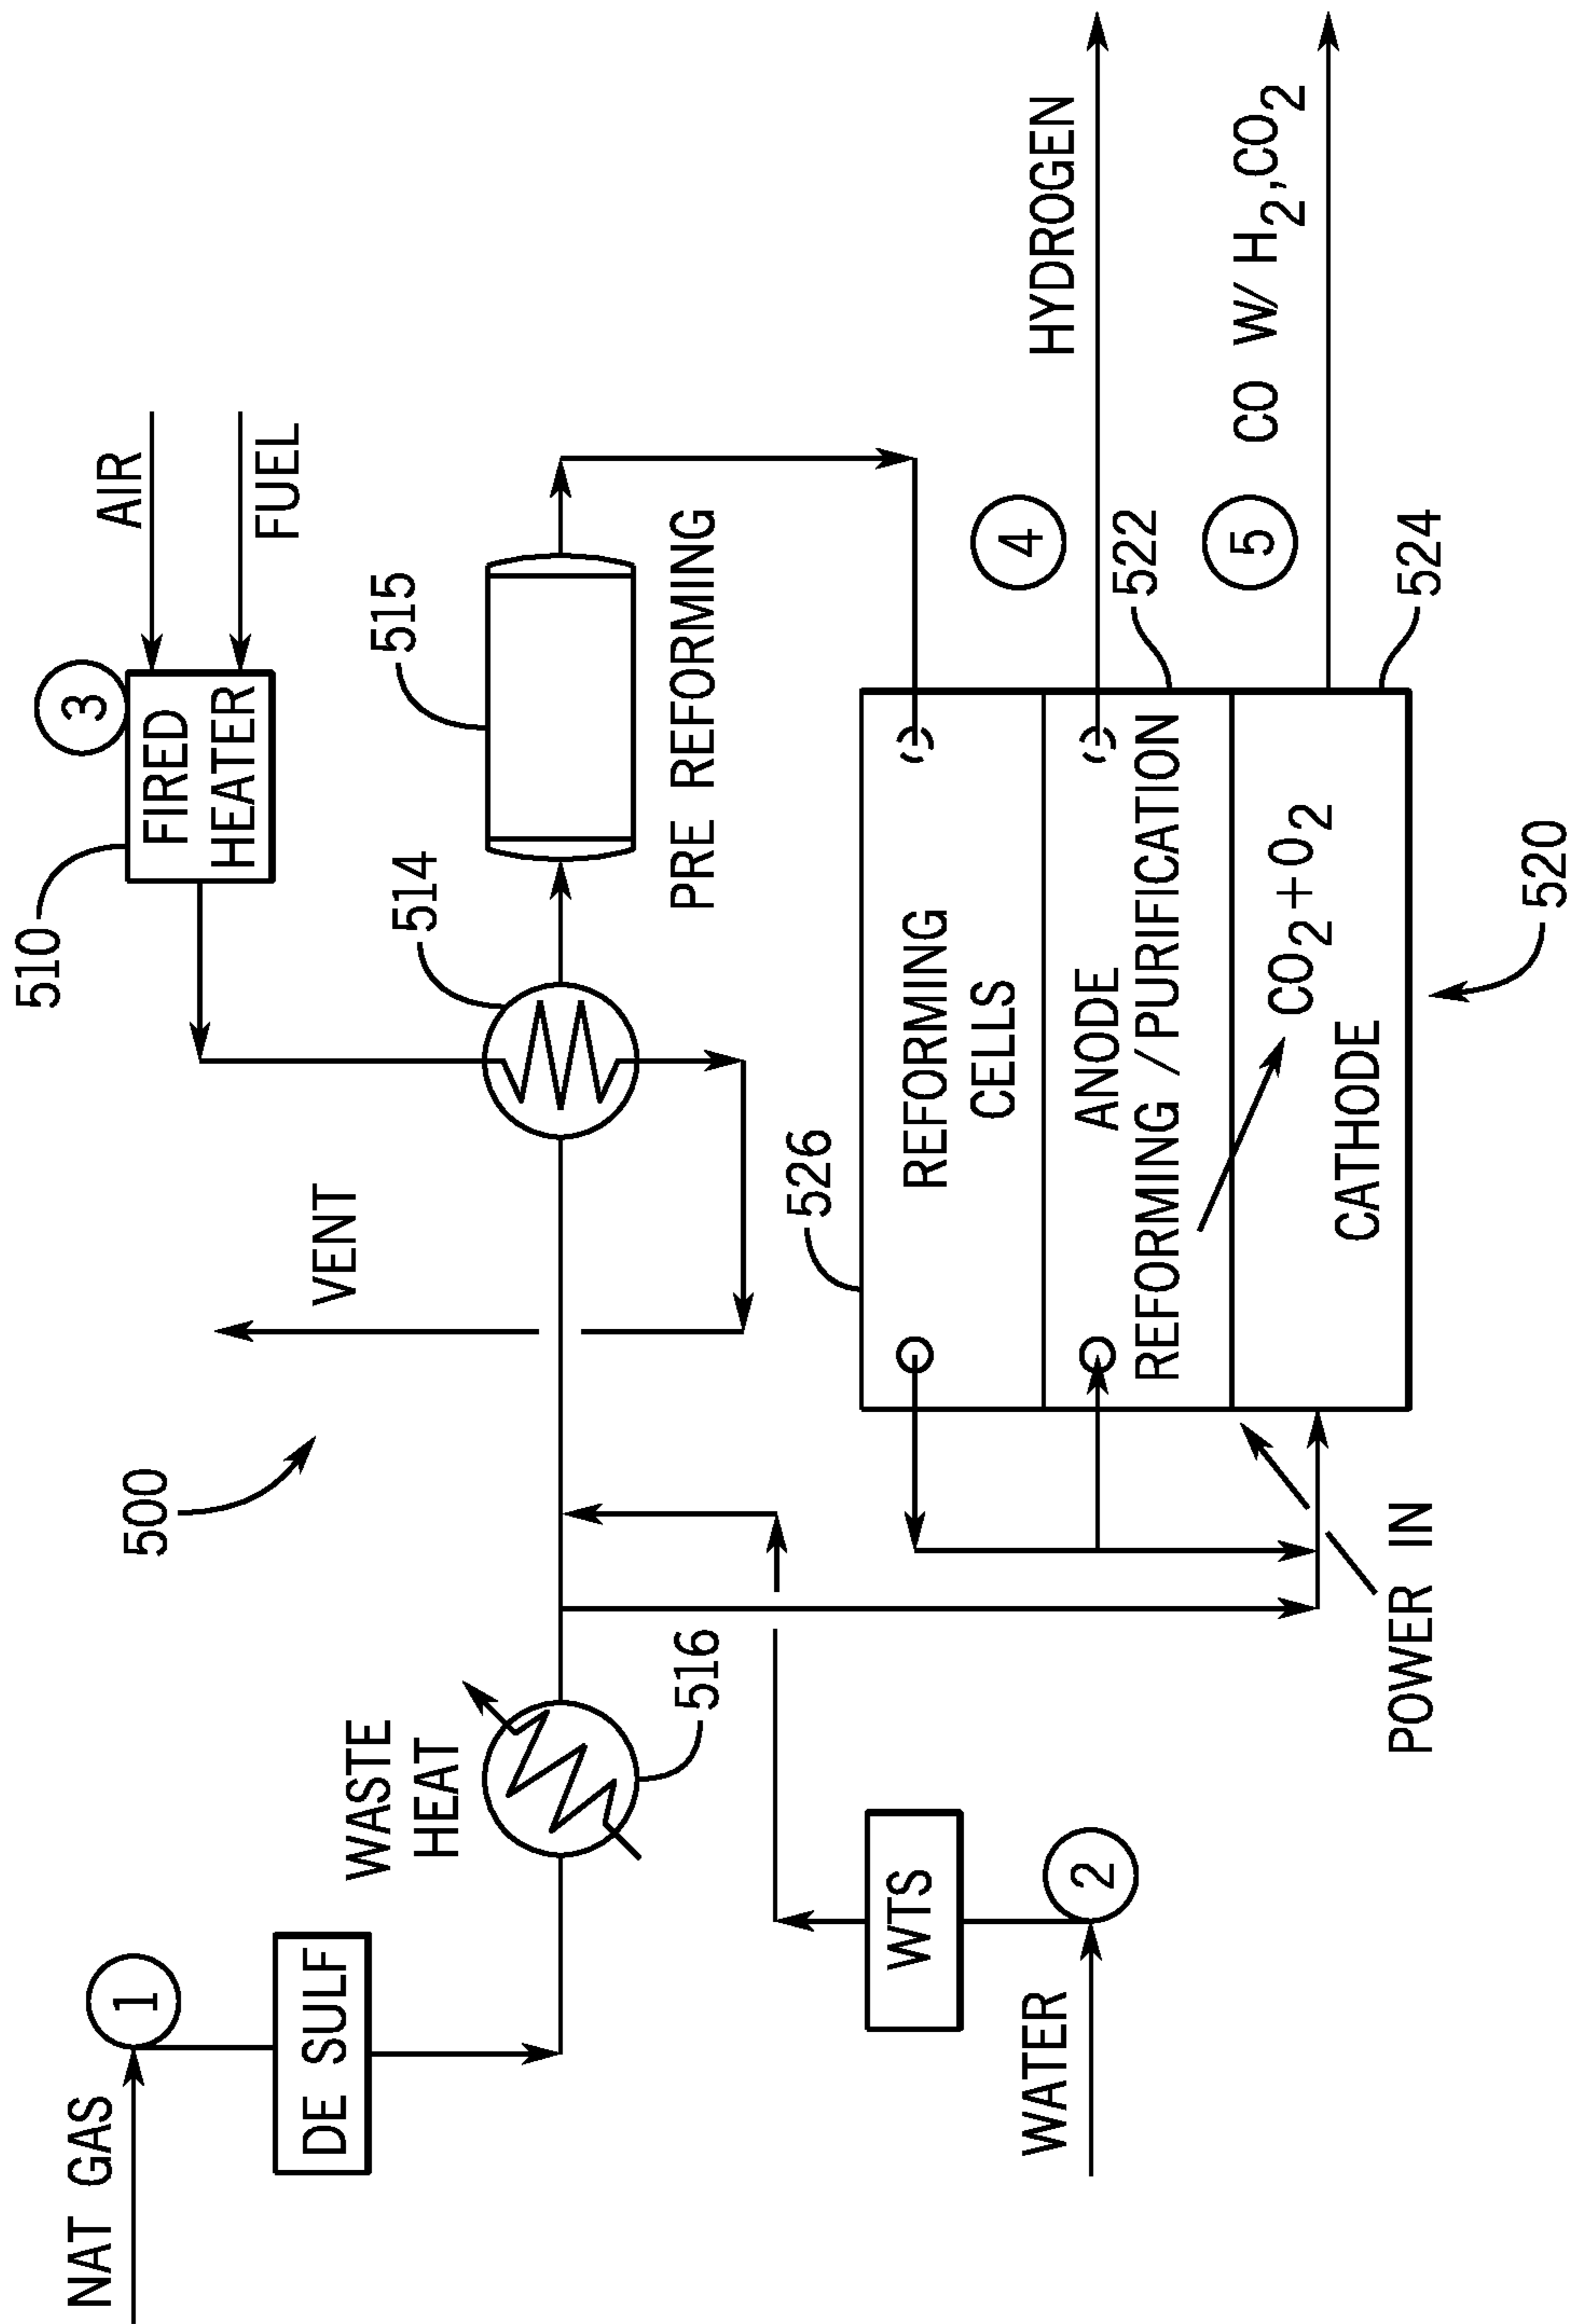 510
3
FIRED
HEATER
AIR
FUEL
500
VENT
514
515
PRE REFORMING
NAT GAS
1
DE SULF
WASTE
HEAT
516
WTS
WATER
2
POWER IN
526
REFORMING
CELLS
ANODE
REFORMING/PURIFICATION
CO2+O2
CATHODE
520
4
HYDROGEN
522
5
CO W/H2,CO2
524